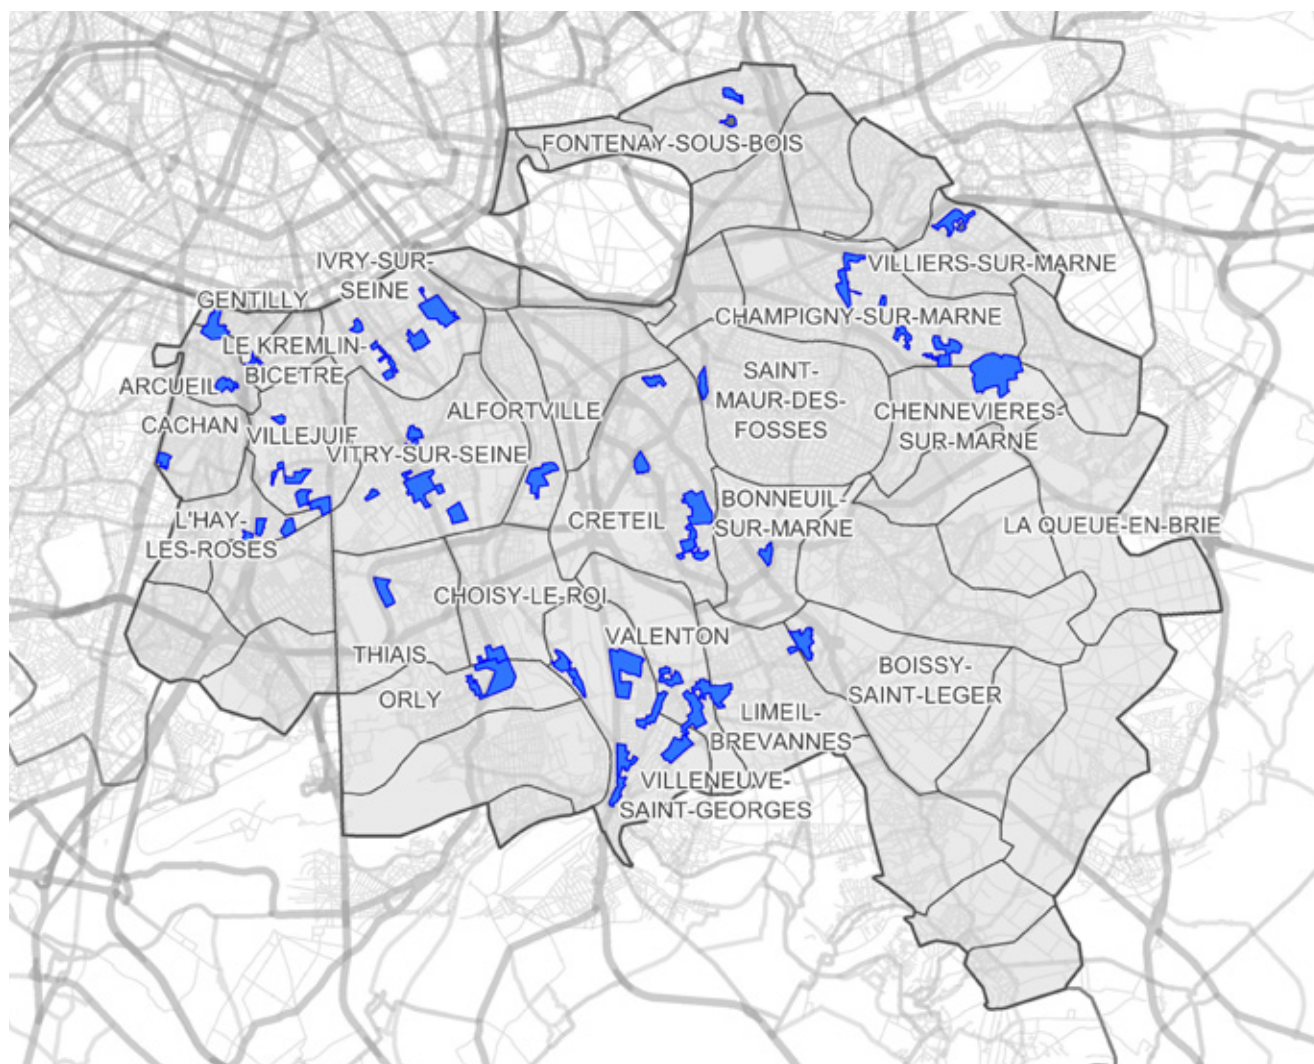 FONTENAY-SOUS-BOIS
IVRY-SUR-
SEINE
VILLIERS-SUR-MARNE
GENTILLY
CHAMPIGNY-SUR-MARNE
LE KREMLIN-
BICETRE
ARCUEIL
SAINT-
MAUR-DES-
FOSSES
CACHAN
ALFORTVILLE
CHENNEVIERES-
SUR-MARNE
VILLEJUIF
VITRY-SUR-SEINE
L'HAY-
LES-ROSES
CRETEIL
BONNEUIL-
SUR-MARNE
LA QUEUE-EN-BRIE
CHOISY-LE-ROI
VALENTON
THIAIS
BOISSY-
SAINT-LEGER
ORLY
LIMEIL-
BREVANNES
VILLENEUVE-
SAINT-GEORGES